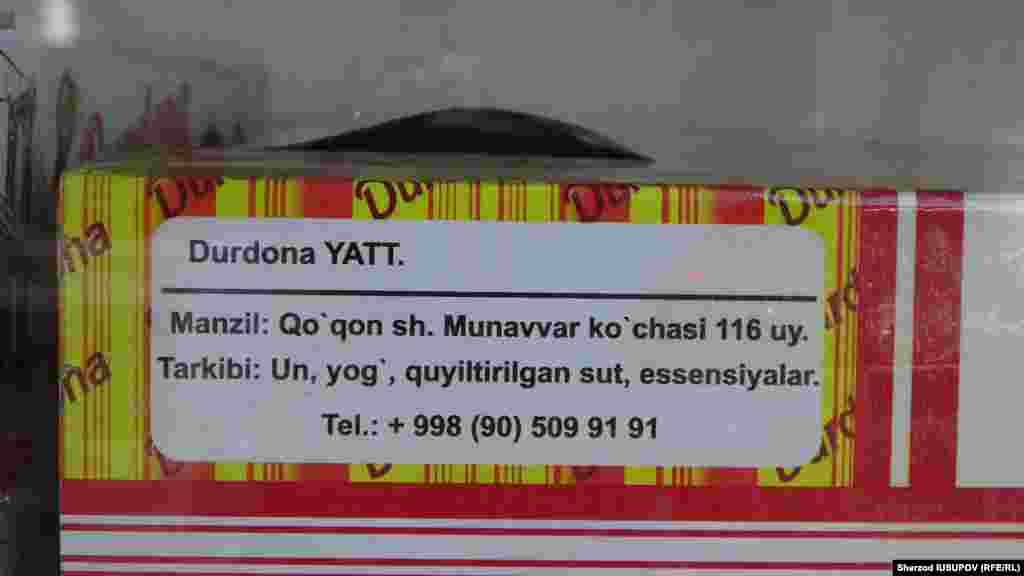 Durdona YATT.
Manzil: Qo`qon sh. Munavvar ko`chasi 116 uy.
Tarkibi: Un, yog`, quyiltirilgan sut, essensiyalar.
Tel.: + 998 (90) 509 91 91
Sherzod IUBUPOV (RFE/RL)